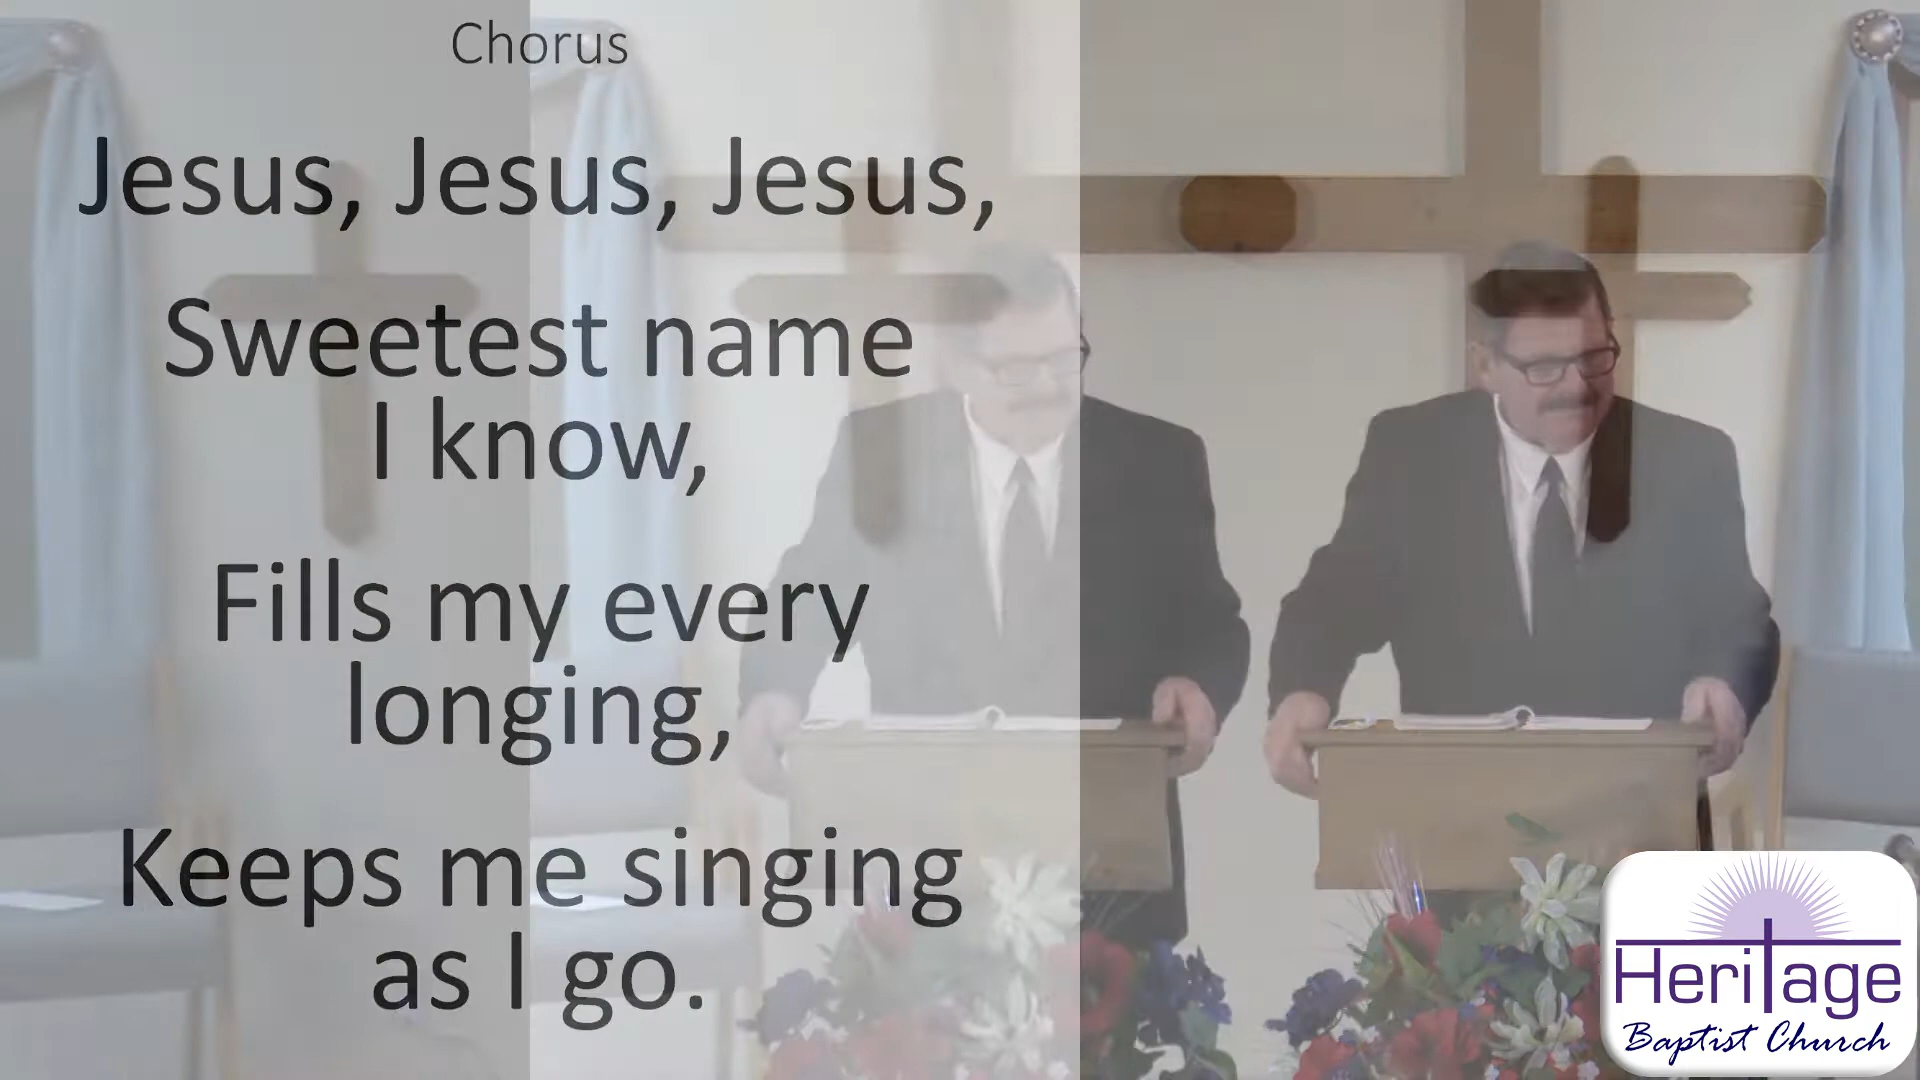 Chorus
Jesus, Jesus, Jesus,
Sweetest name
I know,
Fills my every
longing,
Keeps me singing
as I go.
Heritage
Baptist Church